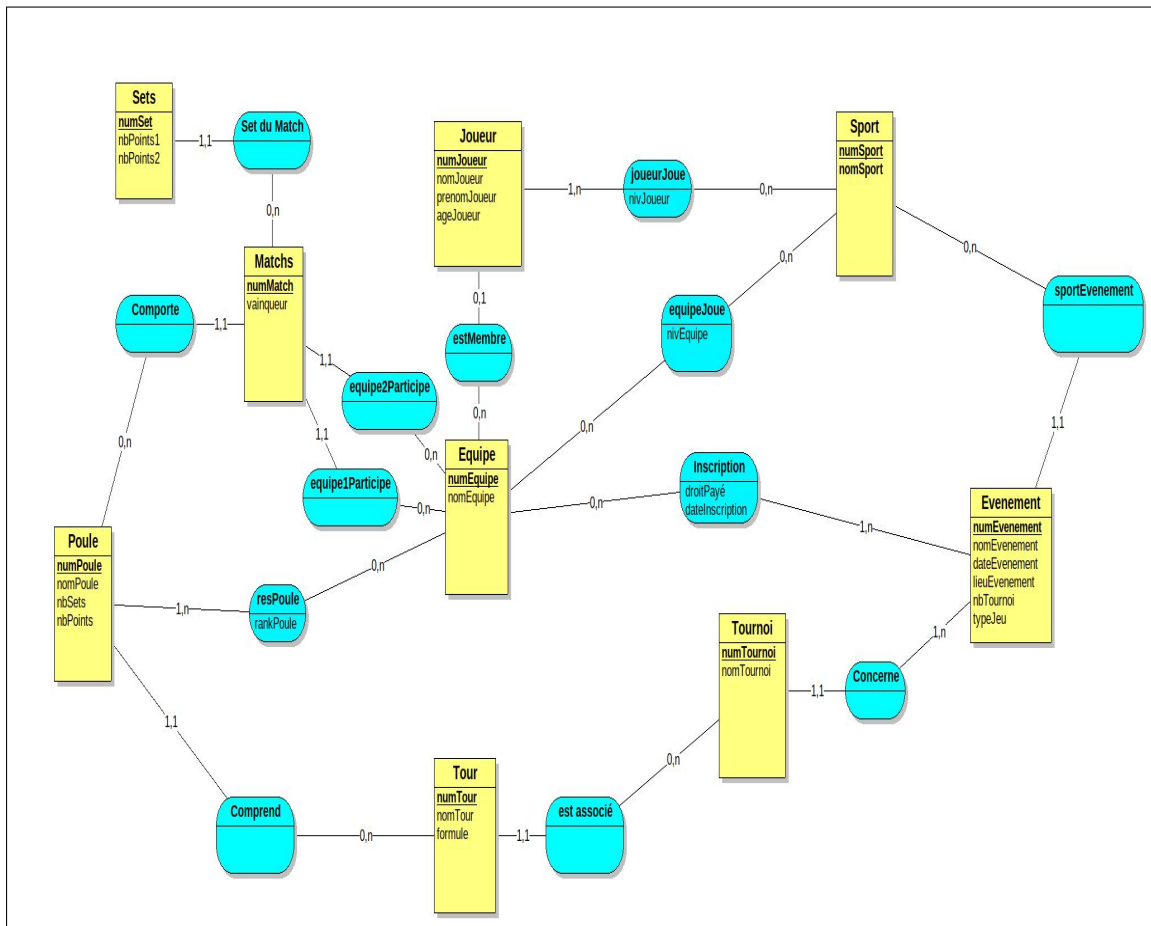 Sets
numSet
nbPoints1
nbPoints2
1,1
Set du Match
0,n
Joueur
numJoueur
nomJoueur
prenomJoueur
ageJoueur
1,n
joueurJoue
nivJoueur
0,n
Sport
numSport
nomSport
0,n
sportEvenement
1,1
Matchs
numMatch
vainqueur
Comporte
1,1
0,n
0,1
estMembre
0,n
0,n
equipeJoue
nivEquipe
0,n
1,1
equipe2Participe
0,n
1,1
equipe1Participe
0,n
Equipe
numEquipe
nomEquipe
0,n
Inscription
droitPayé
dateInscription
1,n
Evenement
numEvenement
nomEvenement
dateEvenement
lieuEvenement
nbTournoi
typeJeu
Poule
numPoule
nomPoule
nbSets
nbPoints
1,n
resPoule
rankPoule
0,n
Tournoi
numTournoi
nomTournoi
1,1
Concerne
1,n
1,1
Comprend
0,n
Tour
numTour
nomTour
formule
1,1
est associé
0,n